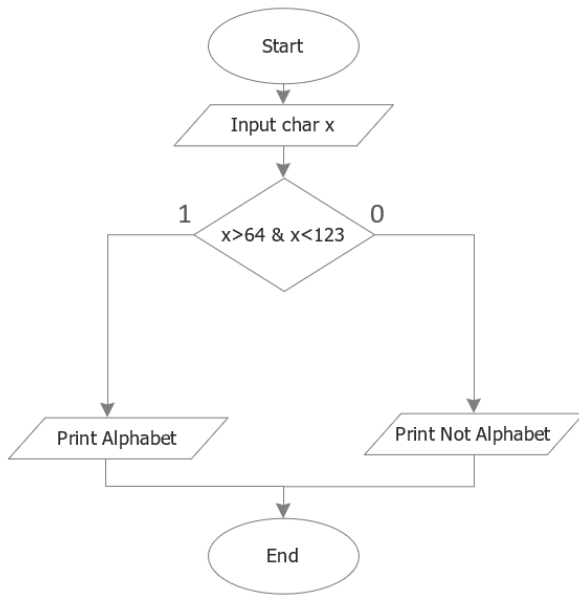 Start
Input char x
1
x>64 & x<123
0
Print Alphabet
Print Not Alphabet
End